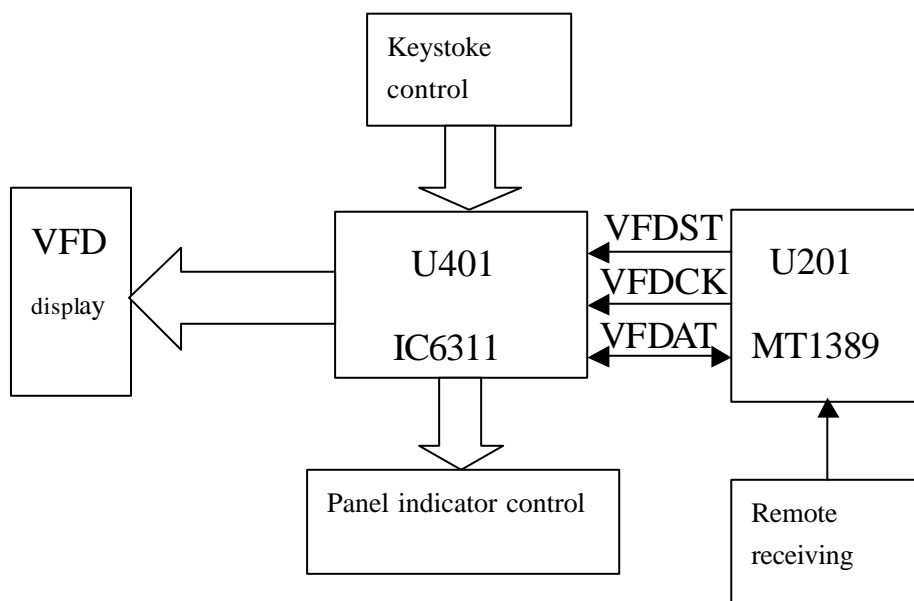 Keystoke
control
VFD
display
U401
IC6311
VFDST
VFDCK
VFDAT
U201
MT1389
Panel indicator control
Remote
receiving